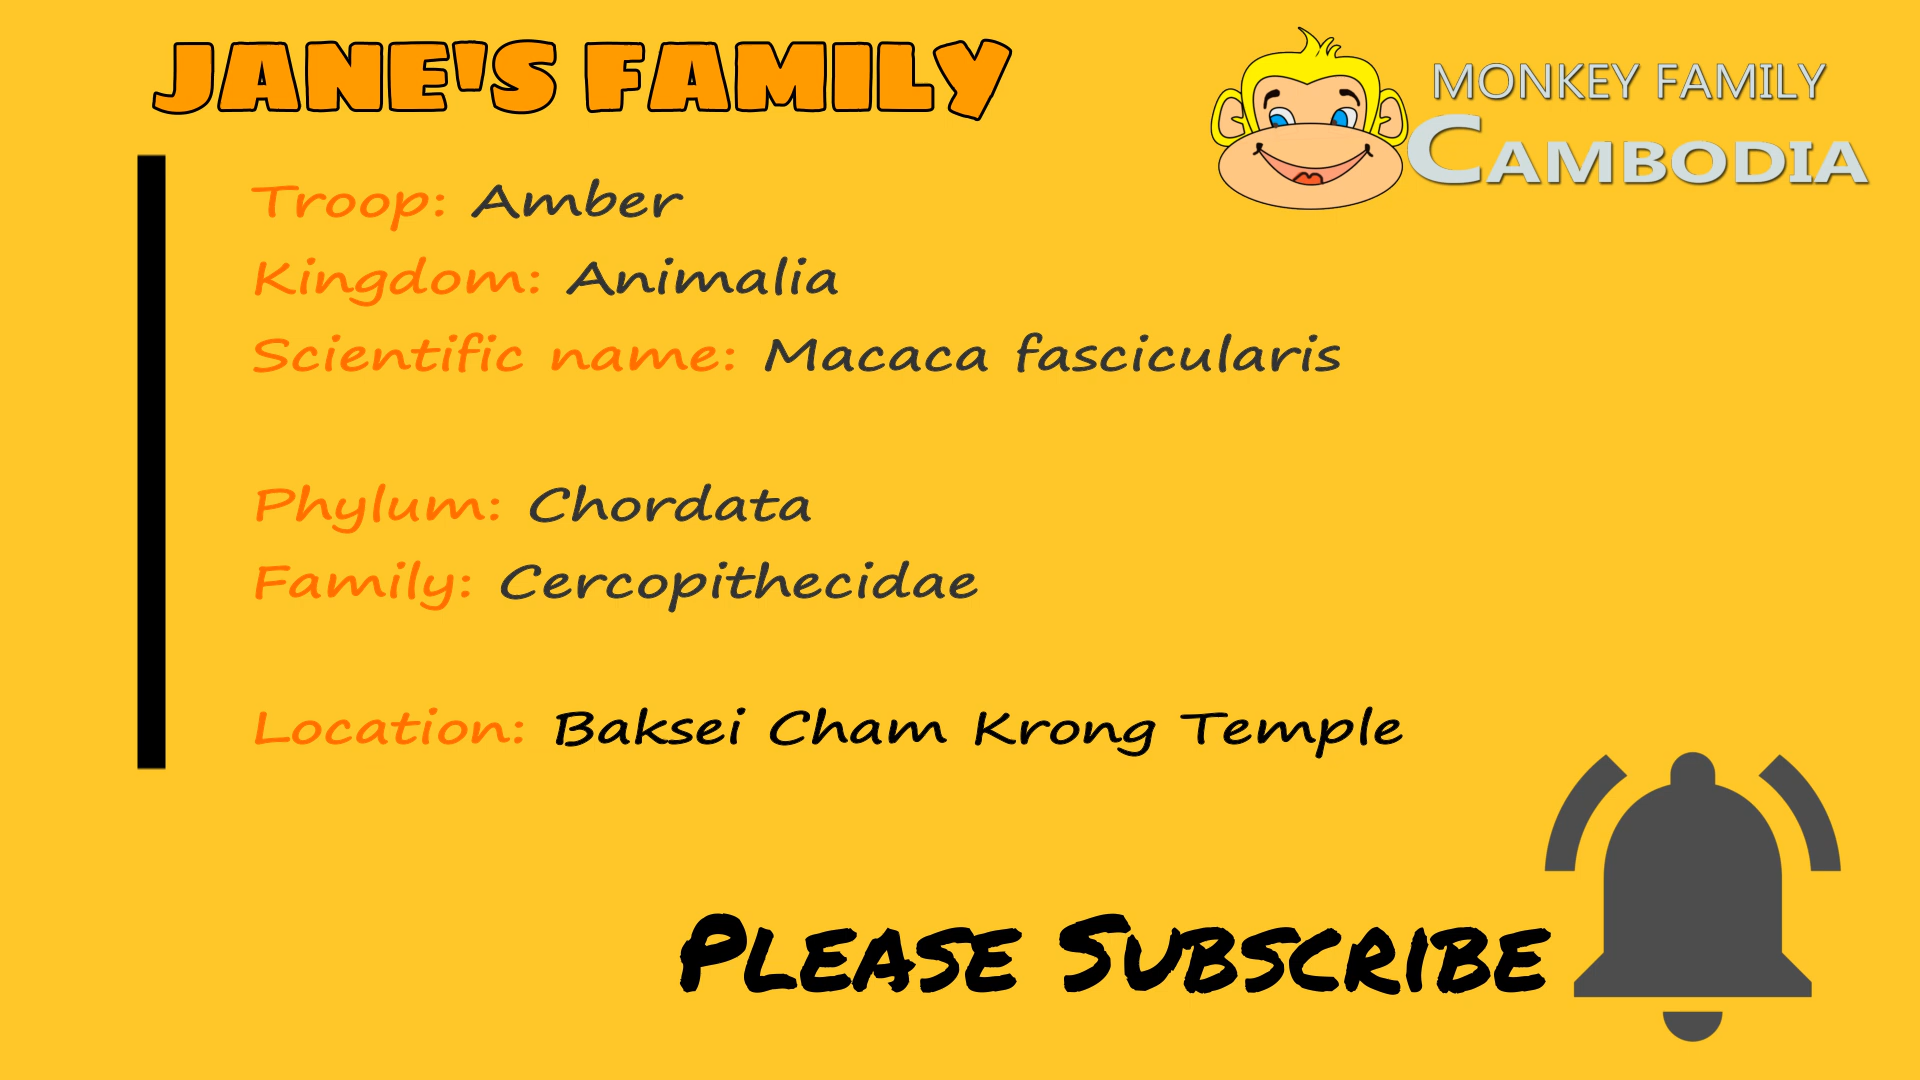 JANE'S FAMILY
MONKEY FAMILY
CAMBODIA
Troop: Amber
Kingdom: Animalia
Scientific name: Macaca fascicularis
Phylum: Chordata
Family: Cercopithecidae
Location: Baksei Cham Krong Temple
PLEASE SUBSCRIBE